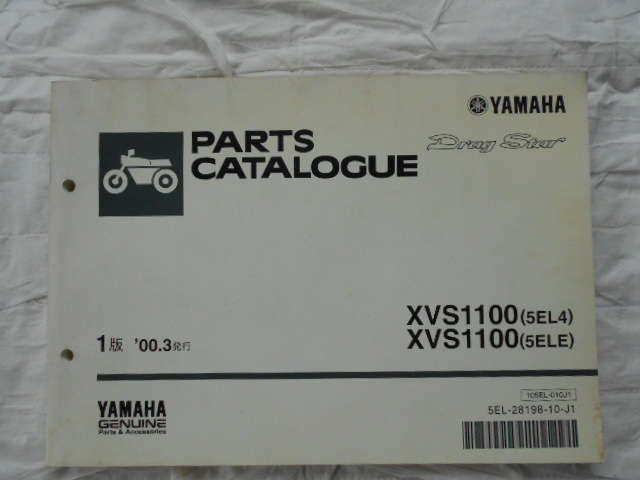 YAMAHA
PARTS
CATALOGUE
Drag Star
XVS1100(5EL4)
XVS1100(5ELE)
1版 '00.3発行
105EL-010J1
5EL-28198-10-J1
YAMAHA
GENUINE
Parts & Accessories